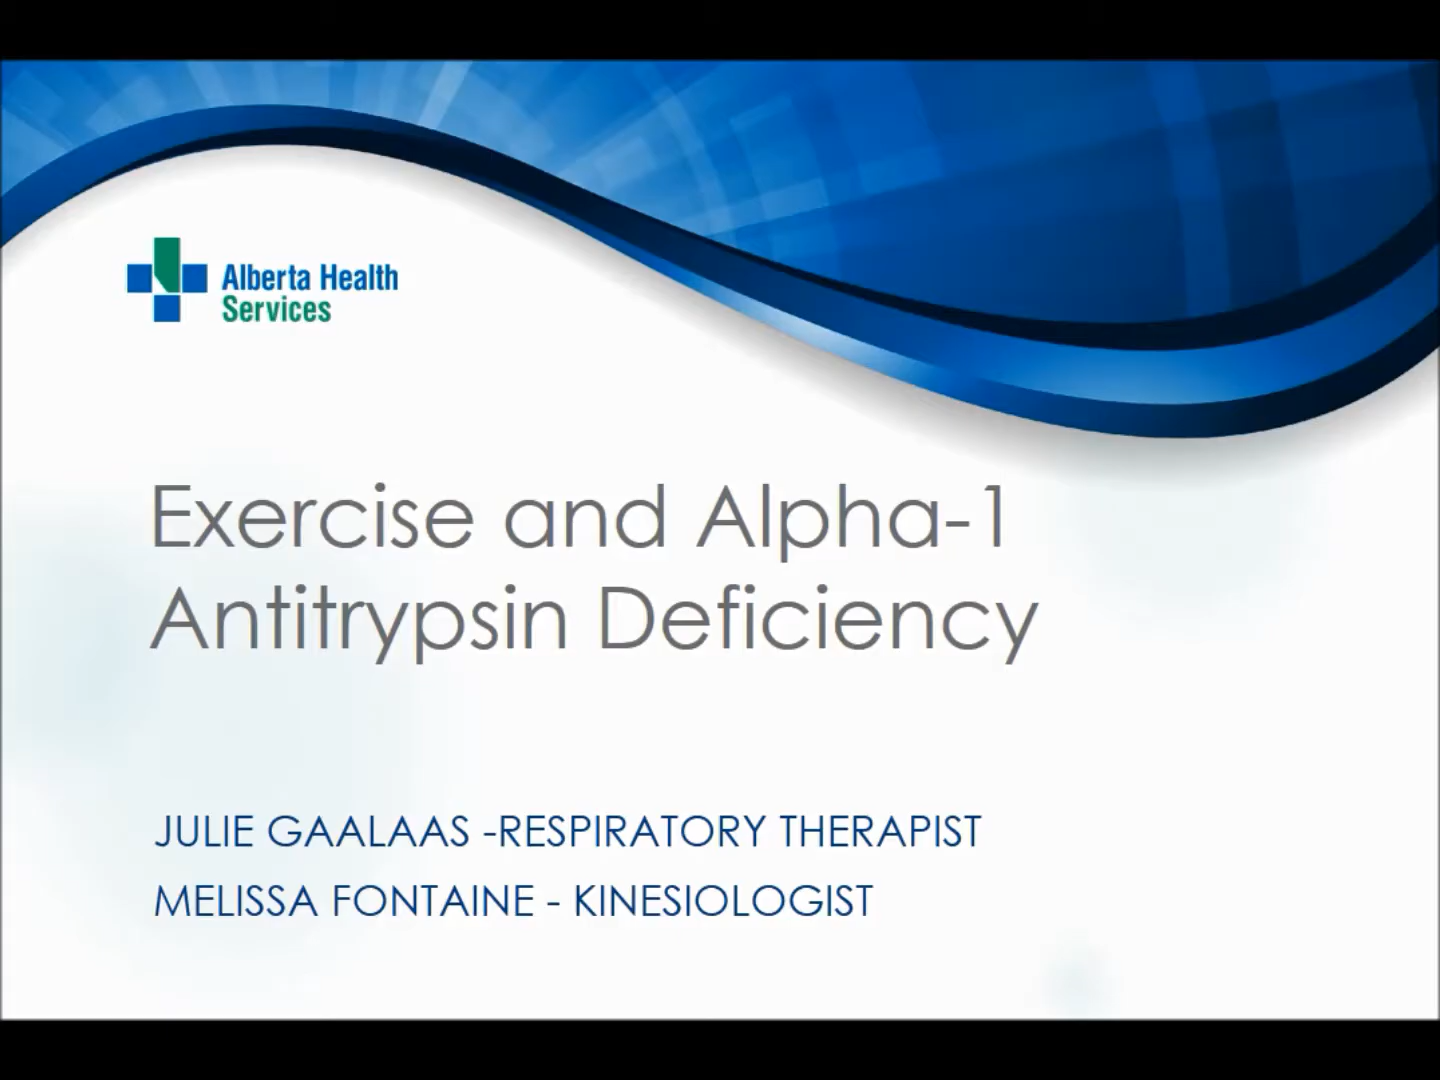 Alberta Health
Services
Exercise and Alpha-1
Antitrypsin Deficiency
JULIE GAALAAS -RESPIRATORY THERAPIST
MELISSA FONTAINE - KINESIOLOGIST